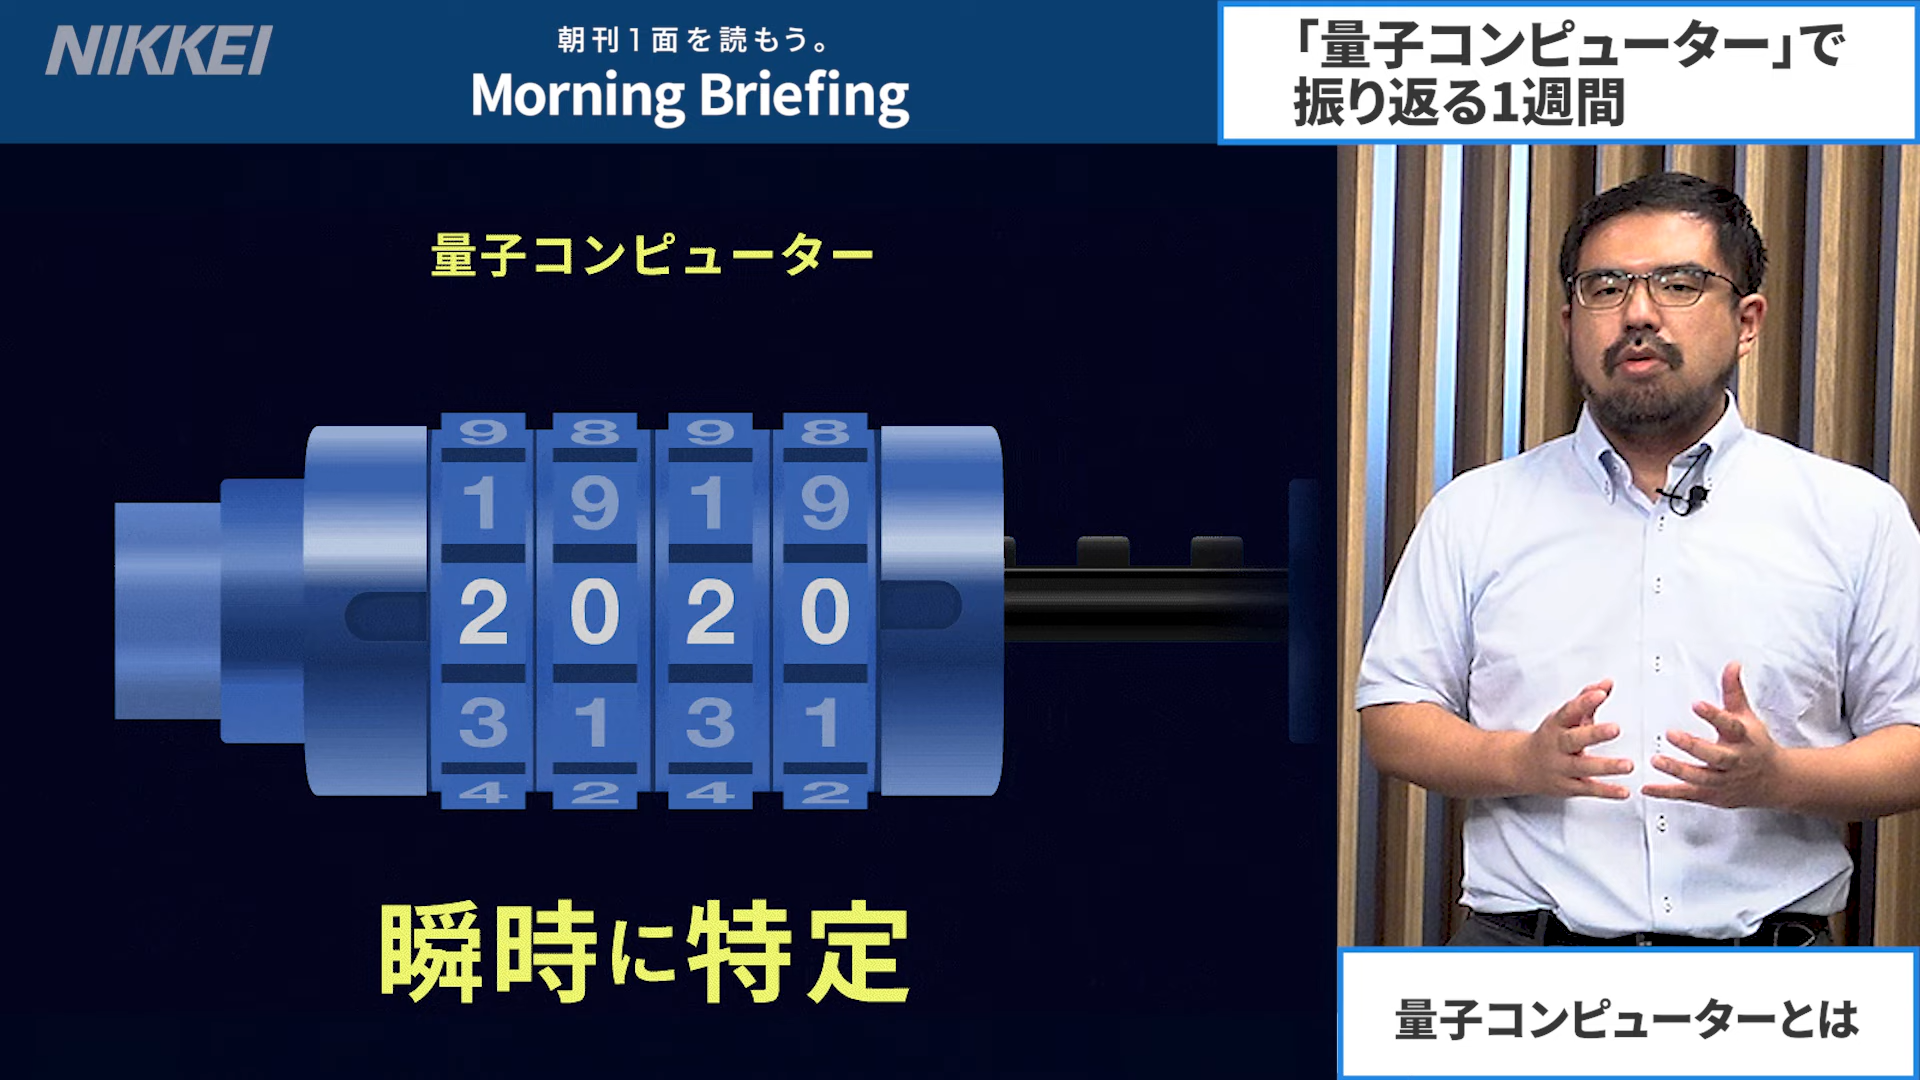 NIKKEI
朝刊1面を読もう。
Morning Briefing
「量子コンピューター」で
振り返る1週間
量子コンピューター
9 8 9 8
1 9 1 9
2 0 2 0
3 1 3 1
4 2 4 2
瞬時に特定
量子コンピューターとは